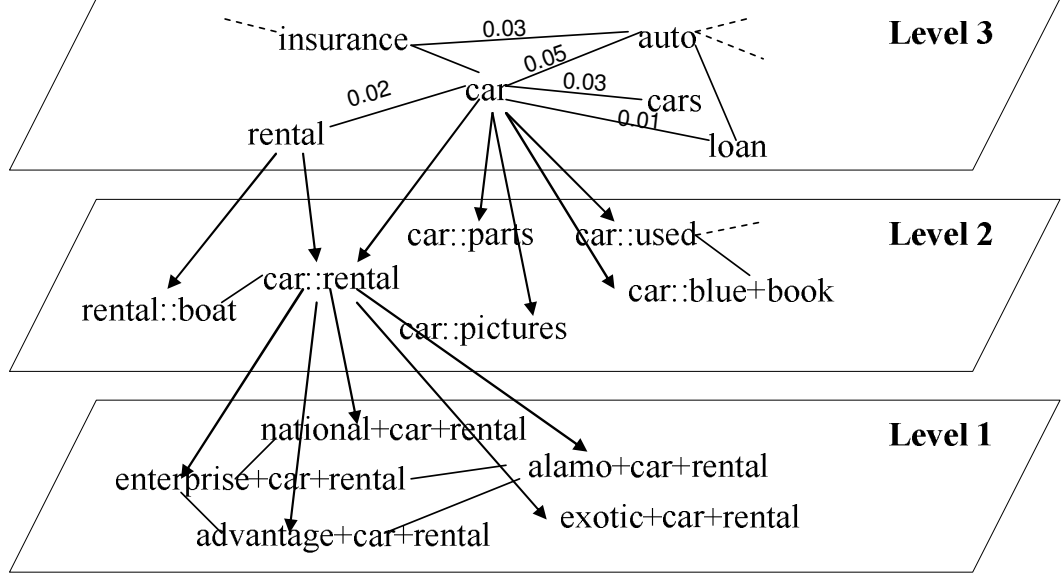 Level 3
insurance
0.03
auto
0.05
0.02
car
0.03
cars
0.01
rental
loan
Level 2
car::parts
car::used
car::rental
car::blue+book
rental::boat
car::pictures
Level 1
national+car+rental
enterprise+car+rental
alamo+car+rental
exotic+car+rental
advantage+car+rental